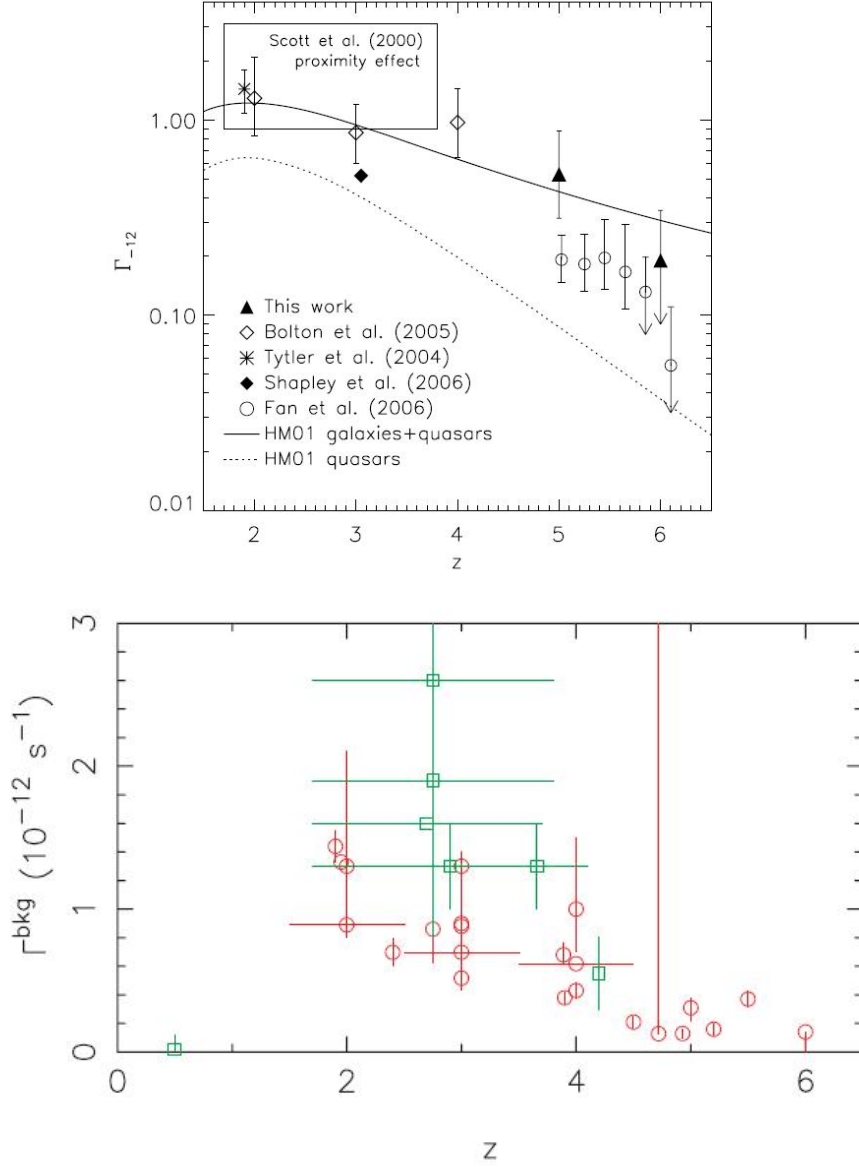 Scott et al. (2000)
proximity effect
1.00
0.10
0.01
Γ₋₁₂
▲ This work
◇ Bolton et al. (2005)
✳ Tytler et al. (2004)
◆ Shapley et al. (2006)
○ Fan et al. (2006)
HM01 galaxies+quasars
HM01 quasars
2 3 4 5 6
z
3
2
1
0
Γᵇᵏᵍ (10⁻¹² s⁻¹)
0 2 4 6
z